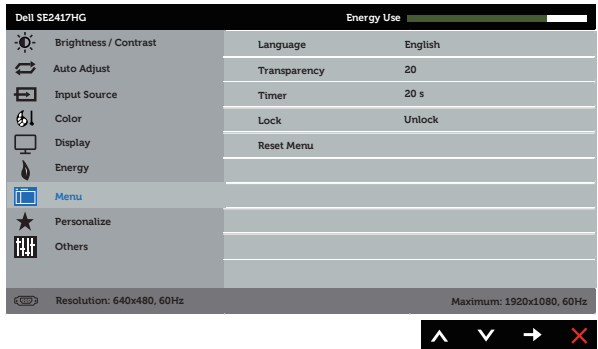 Dell SE2417HG Energy Use
Brightness / Contrast
Auto Adjust
Input Source
Color
Display
Energy
Menu
Personalize
Others
Language English
Transparency 20
Timer 20 s
Lock Unlock
Reset Menu
Resolution: 640x480, 60Hz Maximum: 1920x1080, 60Hz